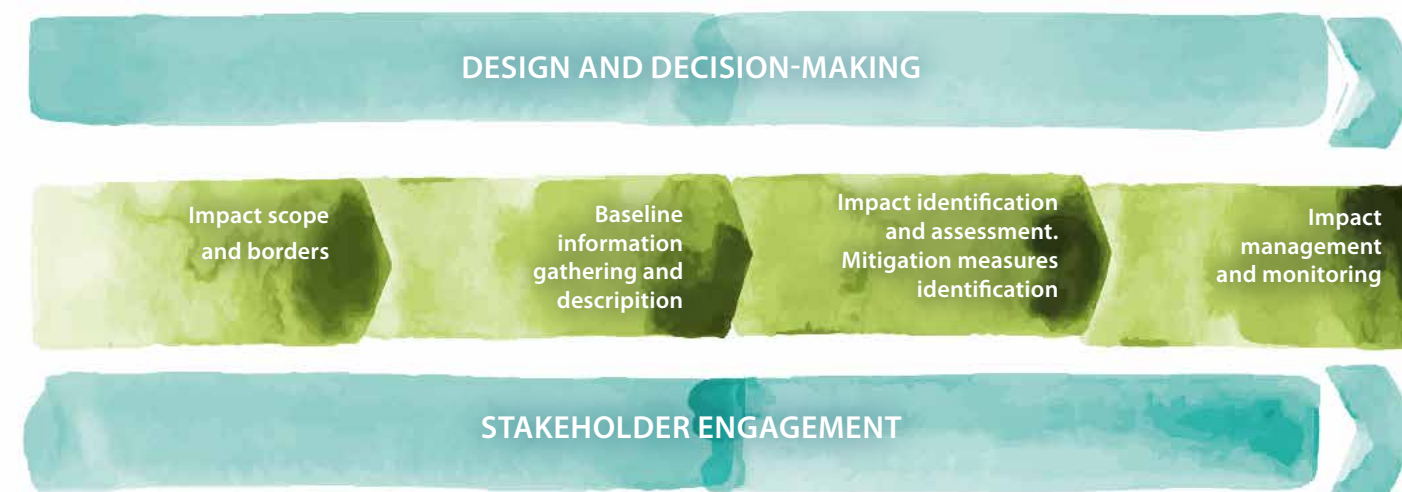 DESIGN AND DECISION-MAKING
Impact scope
and borders
Baseline
information
gathering and
descripition
Impact identification
and assessment.
Mitigation measures
identification
Impact
management
and monitoring
STAKEHOLDER ENGAGEMENT